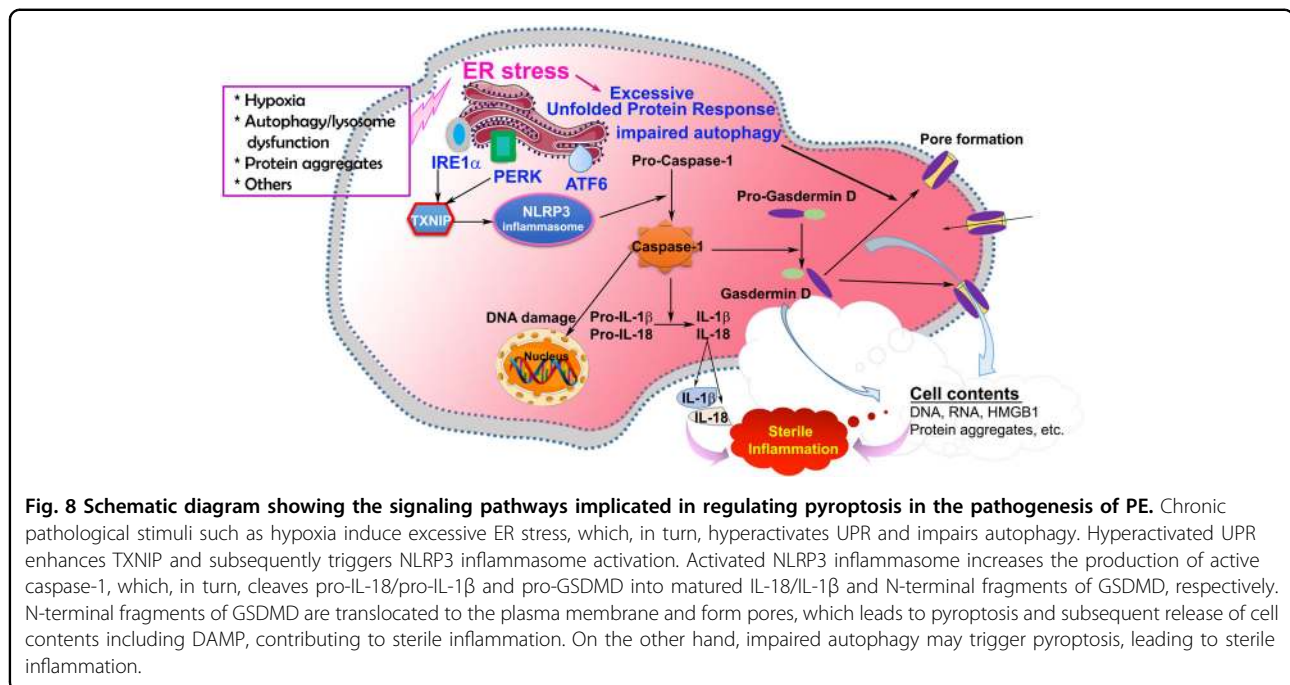 ER stress
Excessive
Unfolded Protein Response
impaired autophagy
* Hypoxia
* Autophagy/lysosome
dysfunction
* Protein aggregates
* Others
IRE1α
PERK
ATF6
TXNIP
NLRP3
inflammasome
Pro-Caspase-1
Caspase-1
Pro-Gasdermin D
Gasdermin D
Pore formation
DNA damage
Nucleus
Pro-IL-1β
Pro-IL-18
IL-1β
IL-18
IL-1β
IL-18
Sterile
Inflammation
Cell contents
DNA, RNA, HMGB1
Protein aggregates, etc.
Fig. 8 Schematic diagram showing the signaling pathways implicated in regulating pyroptosis in the pathogenesis of PE. Chronic
pathological stimuli such as hypoxia induce excessive ER stress, which, in turn, hyperactivates UPR and impairs autophagy. Hyperactivated UPR
enhances TXNIP and subsequently triggers NLRP3 inflammasome activation. Activated NLRP3 inflammasome increases the production of active
caspase-1, which, in turn, cleaves pro-IL-18/pro-IL-1β and pro-GSDMD into matured IL-18/IL-1β and N-terminal fragments of GSDMD, respectively.
N-terminal fragments of GSDMD are translocated to the plasma membrane and form pores, which leads to pyroptosis and subsequent release of cell
contents including DAMP, contributing to sterile inflammation. On the other hand, impaired autophagy may trigger pyroptosis, leading to sterile
inflammation.